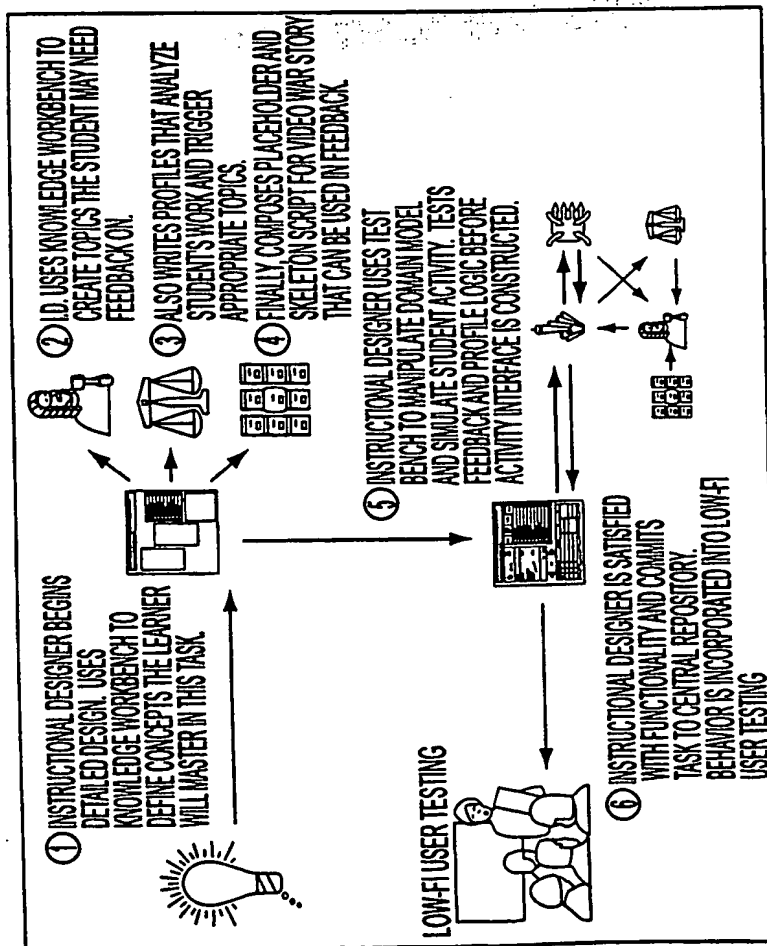 ① INSTRUCTIONAL DESIGNER BEGINS
DETAILED DESIGN. USES
KNOWLEDGE WORKBENCH TO
DEFINE CONCEPTS THE LEARNER
WILL MASTER IN THIS TASK.
② I.D. USES KNOWLEDGE WORKBENCH TO
CREATE TOPICS THE STUDENT MAY NEED
FEEDBACK ON.
③ ALSO WRITES PROFILES THAT ANALYZE
STUDENT'S WORK AND TRIGGER
APPROPRIATE TOPICS.
④ FINALLY, COMPOSES PLACEHOLDER AND
SKELETON SCRIPT FOR VIDEO WAR STORY
THAT CAN BE USED IN FEEDBACK.
⑤ INSTRUCTIONAL DESIGNER USES TEST
BENCH TO MANIPULATE DOMAIN MODEL
AND SIMULATE STUDENT ACTIVITY. TESTS
FEEDBACK AND PROFILE LOGIC BEFORE
ACTIVITY INTERFACE IS CONSTRUCTED.
LOW-FI USER TESTING
⑥ INSTRUCTIONAL DESIGNER IS SATISFIED
WITH FUNCTIONALITY AND COMMITS
TASK TO CENTRAL REPOSITORY.
BEHAVIOR IS INCORPORATED INTO LOW-FI
USER TESTING